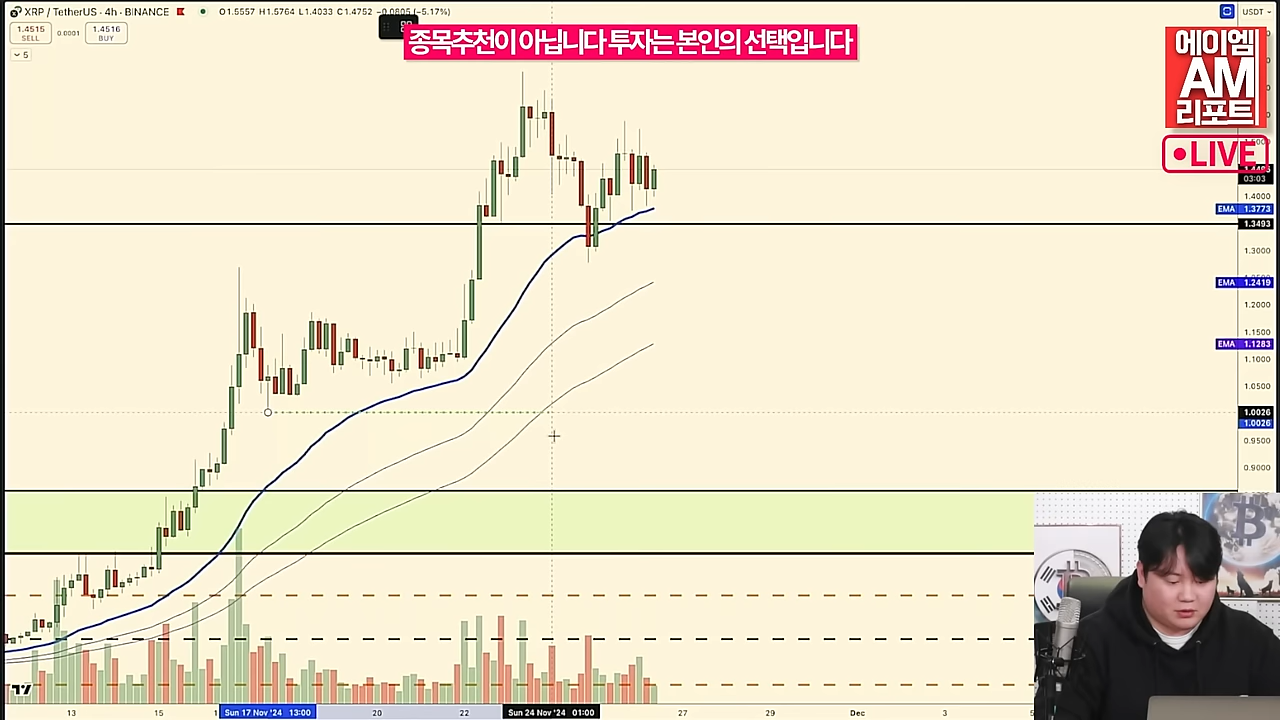 XRP / TetherUS · 4h · BINANCE
O1.5557 H1.5764 L1.4033 C1.4752 −0.0805 (−5.17%)
USDT
1.4515
SELL
0.0001
1.4516
BUY
5
종목추천이 아닙니다 투자는 본인의 선택입니다
에이엠
AM
리포트
LIVE
03:03
1.4000
EMA 1.3773
1.3493
1.3000
EMA 1.2419
1.2000
1.1500
EMA 1.1283
1.1000
1.0500
1.0026
1.0026
0.9500
0.9000
13
15
Sun 17 Nov '24 13:00
20
22
Sun 24 Nov '24 01:00
27
29
Dec
3